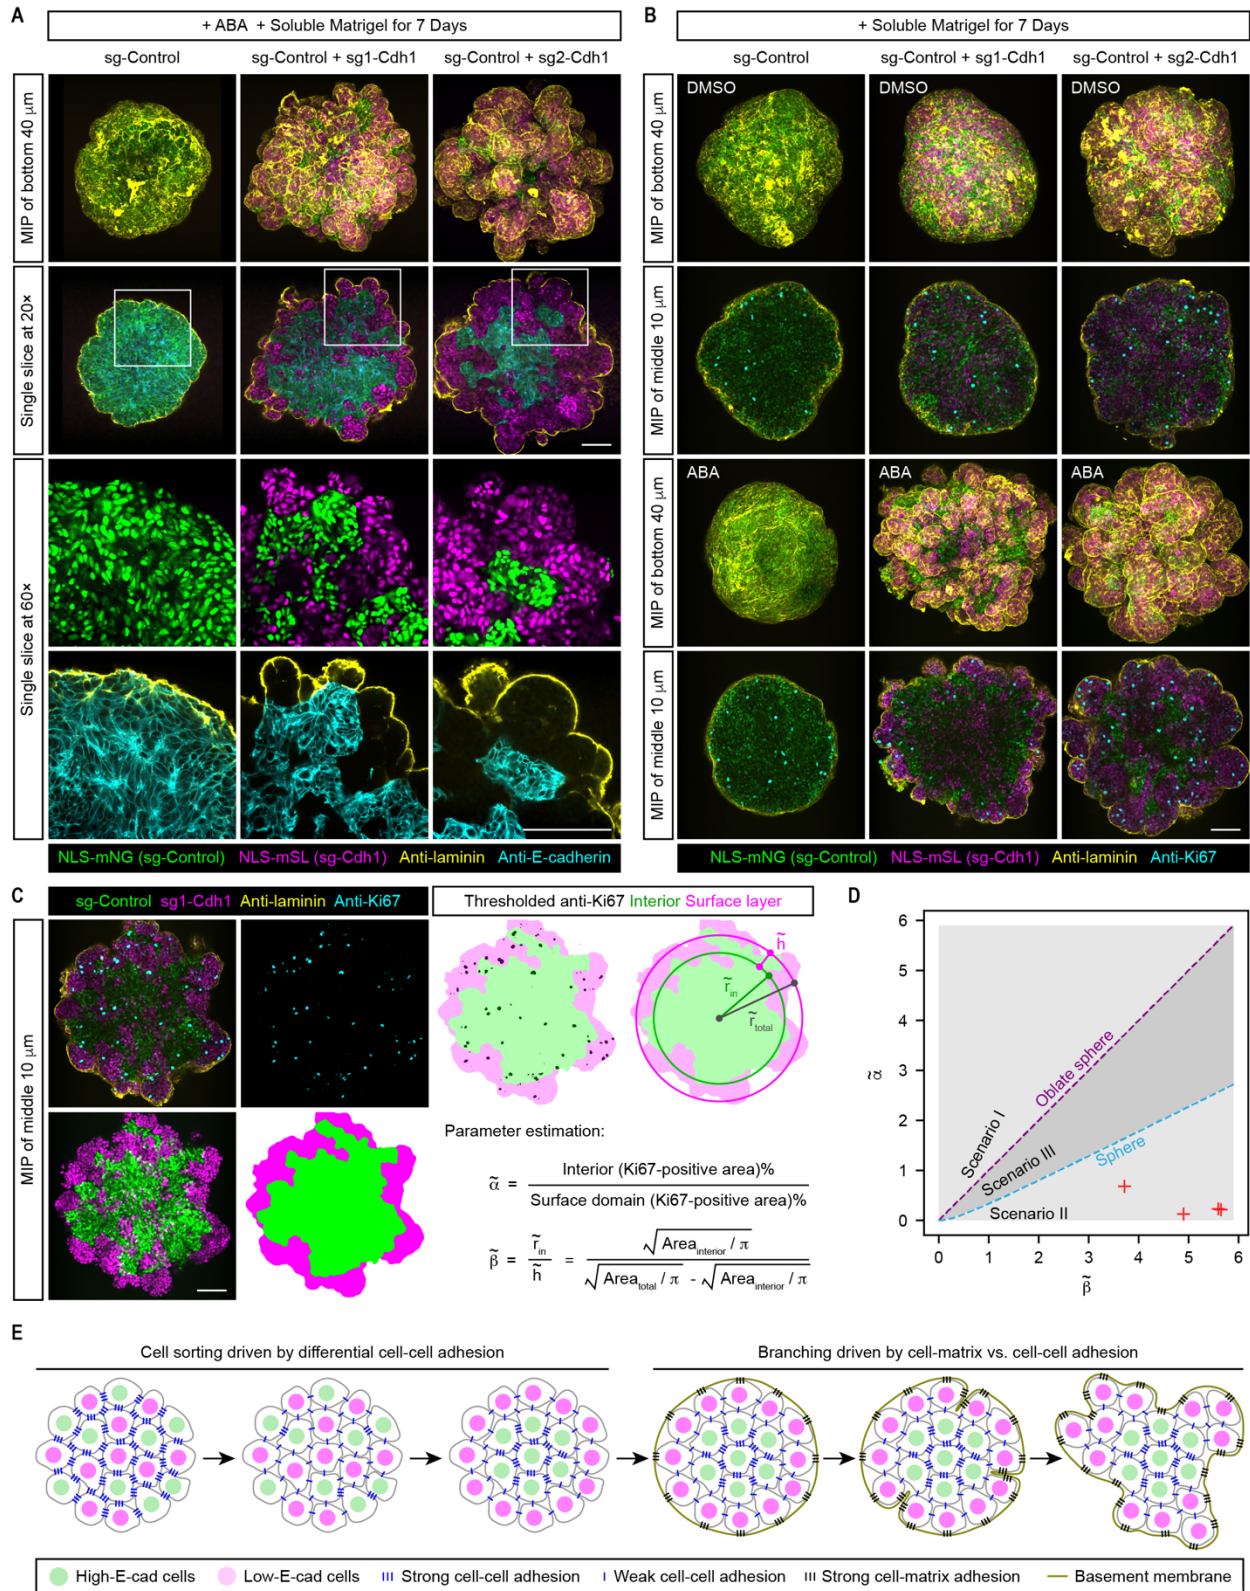 A
+ ABA + Soluble Matrigel for 7 Days
sg-Control
sg-Control + sg1-Cdh1
sg-Control + sg2-Cdh1
MIP of bottom 40 μm
Single slice at 20×
Single slice at 60×
NLS-mNG (sg-Control) NLS-mSL (sg-Cdh1) Anti-laminin Anti-E-cadherin
B
+ Soluble Matrigel for 7 Days
sg-Control
sg-Control + sg1-Cdh1
sg-Control + sg2-Cdh1
MIP of bottom 40 μm
DMSO
DMSO
DMSO
MIP of middle 10 μm
MIP of bottom 40 μm
ABA
ABA
ABA
MIP of middle 10 μm
NLS-mNG (sg-Control) NLS-mSL (sg-Cdh1) Anti-laminin Anti-Ki67
C
sg-Control sg1-Cdh1 Anti-laminin Anti-Ki67
MIP of middle 10 μm
Thresholded anti-Ki67 Interior Surface layer
h̃
r̃in
r̃total
Parameter estimation:
α̃ = Interior (Ki67-positive area)% / Surface domain (Ki67-positive area)%
β̃ = r̃in / h̃ = √Areainterior / π / √Areatotal / π - √Areainterior / π
D
6
5
4
3
2
1
0
α̃
Oblate sphere
Scenario I
Scenario III
Sphere
Scenario II
0 1 2 3 4 5 6
β̃
E
Cell sorting driven by differential cell-cell adhesion
Branching driven by cell-matrix vs. cell-cell adhesion
High-E-cad cells Low-E-cad cells Strong cell-cell adhesion Weak cell-cell adhesion Strong cell-matrix adhesion Basement membrane